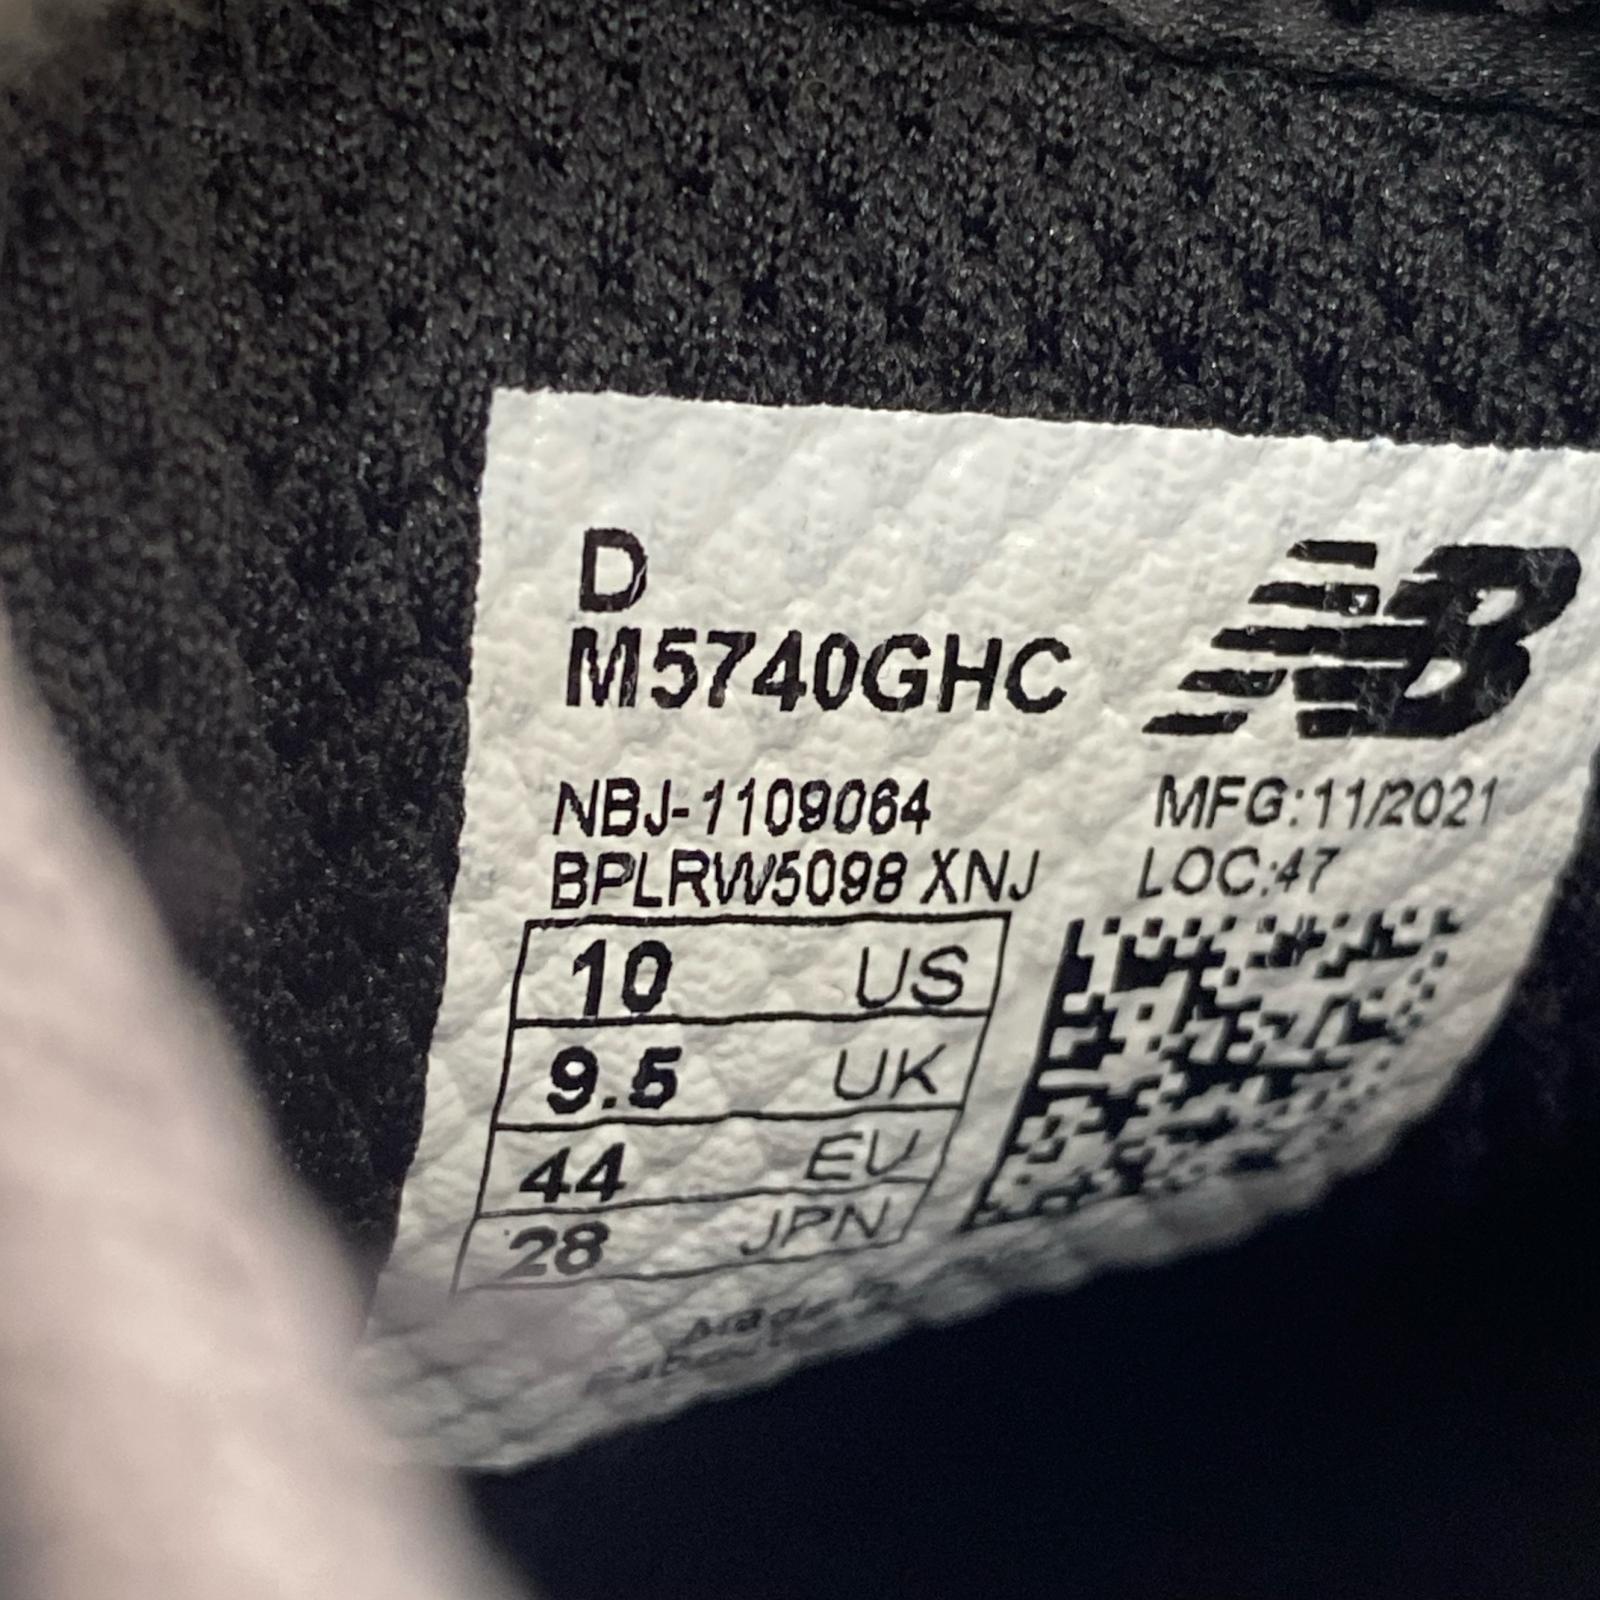 D
M5740GHC
NB
NBJ-1109064
MFG:11/2021
BPLRW5098 XNJ
LOC:47
10 US
9.5 UK
44 EU
28 JPN